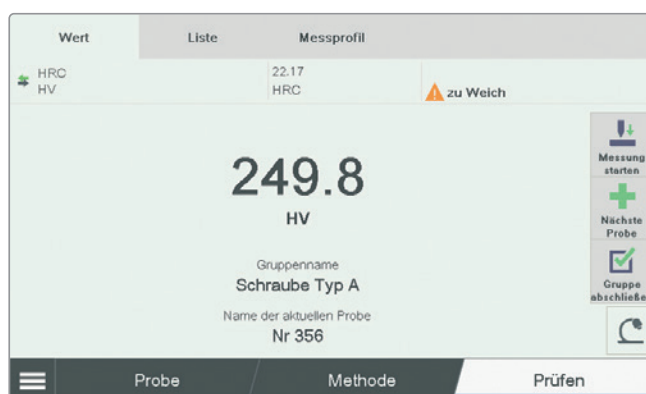 Wert Liste Messprofil
HRC 22.17
HV HRC zu Weich
249.8
HV
Gruppenname
Schraube Typ A
Name der aktuellen Probe
Nr 356
Messung
starten
Nächste
Probe
Gruppe
abschließe
Probe Methode Prüfen